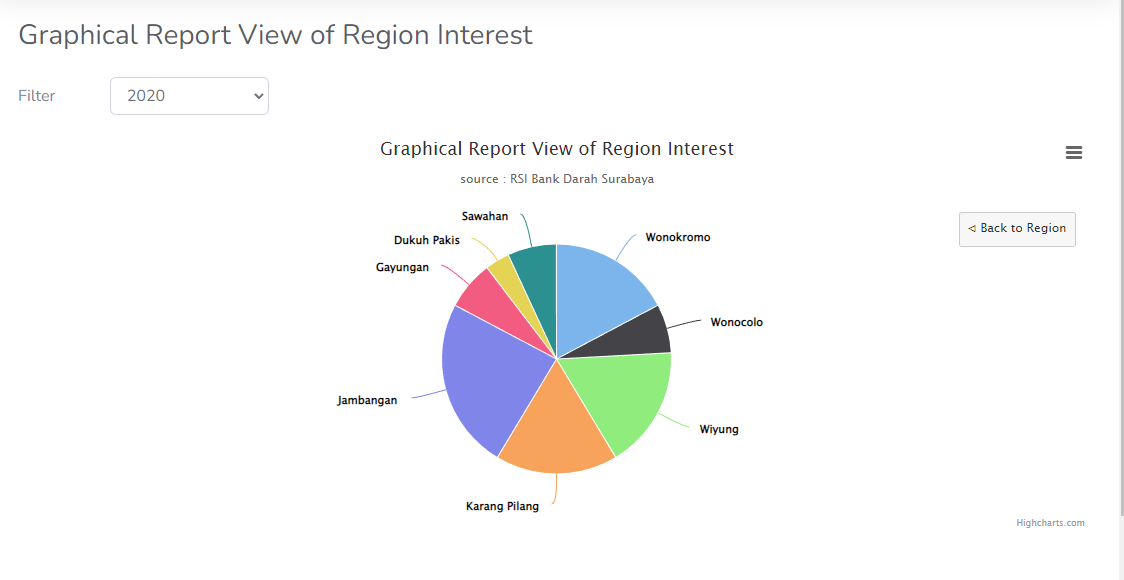 Graphical Report View of Region Interest
Filter
2020
Graphical Report View of Region Interest
source : RSI Bank Darah Surabaya
Sawahan
Dukuh Pakis
Gayungan
Jambangan
Karang Pilang
Wonokromo
Wonocolo
Wiyung
◁ Back to Region
Highcharts.com